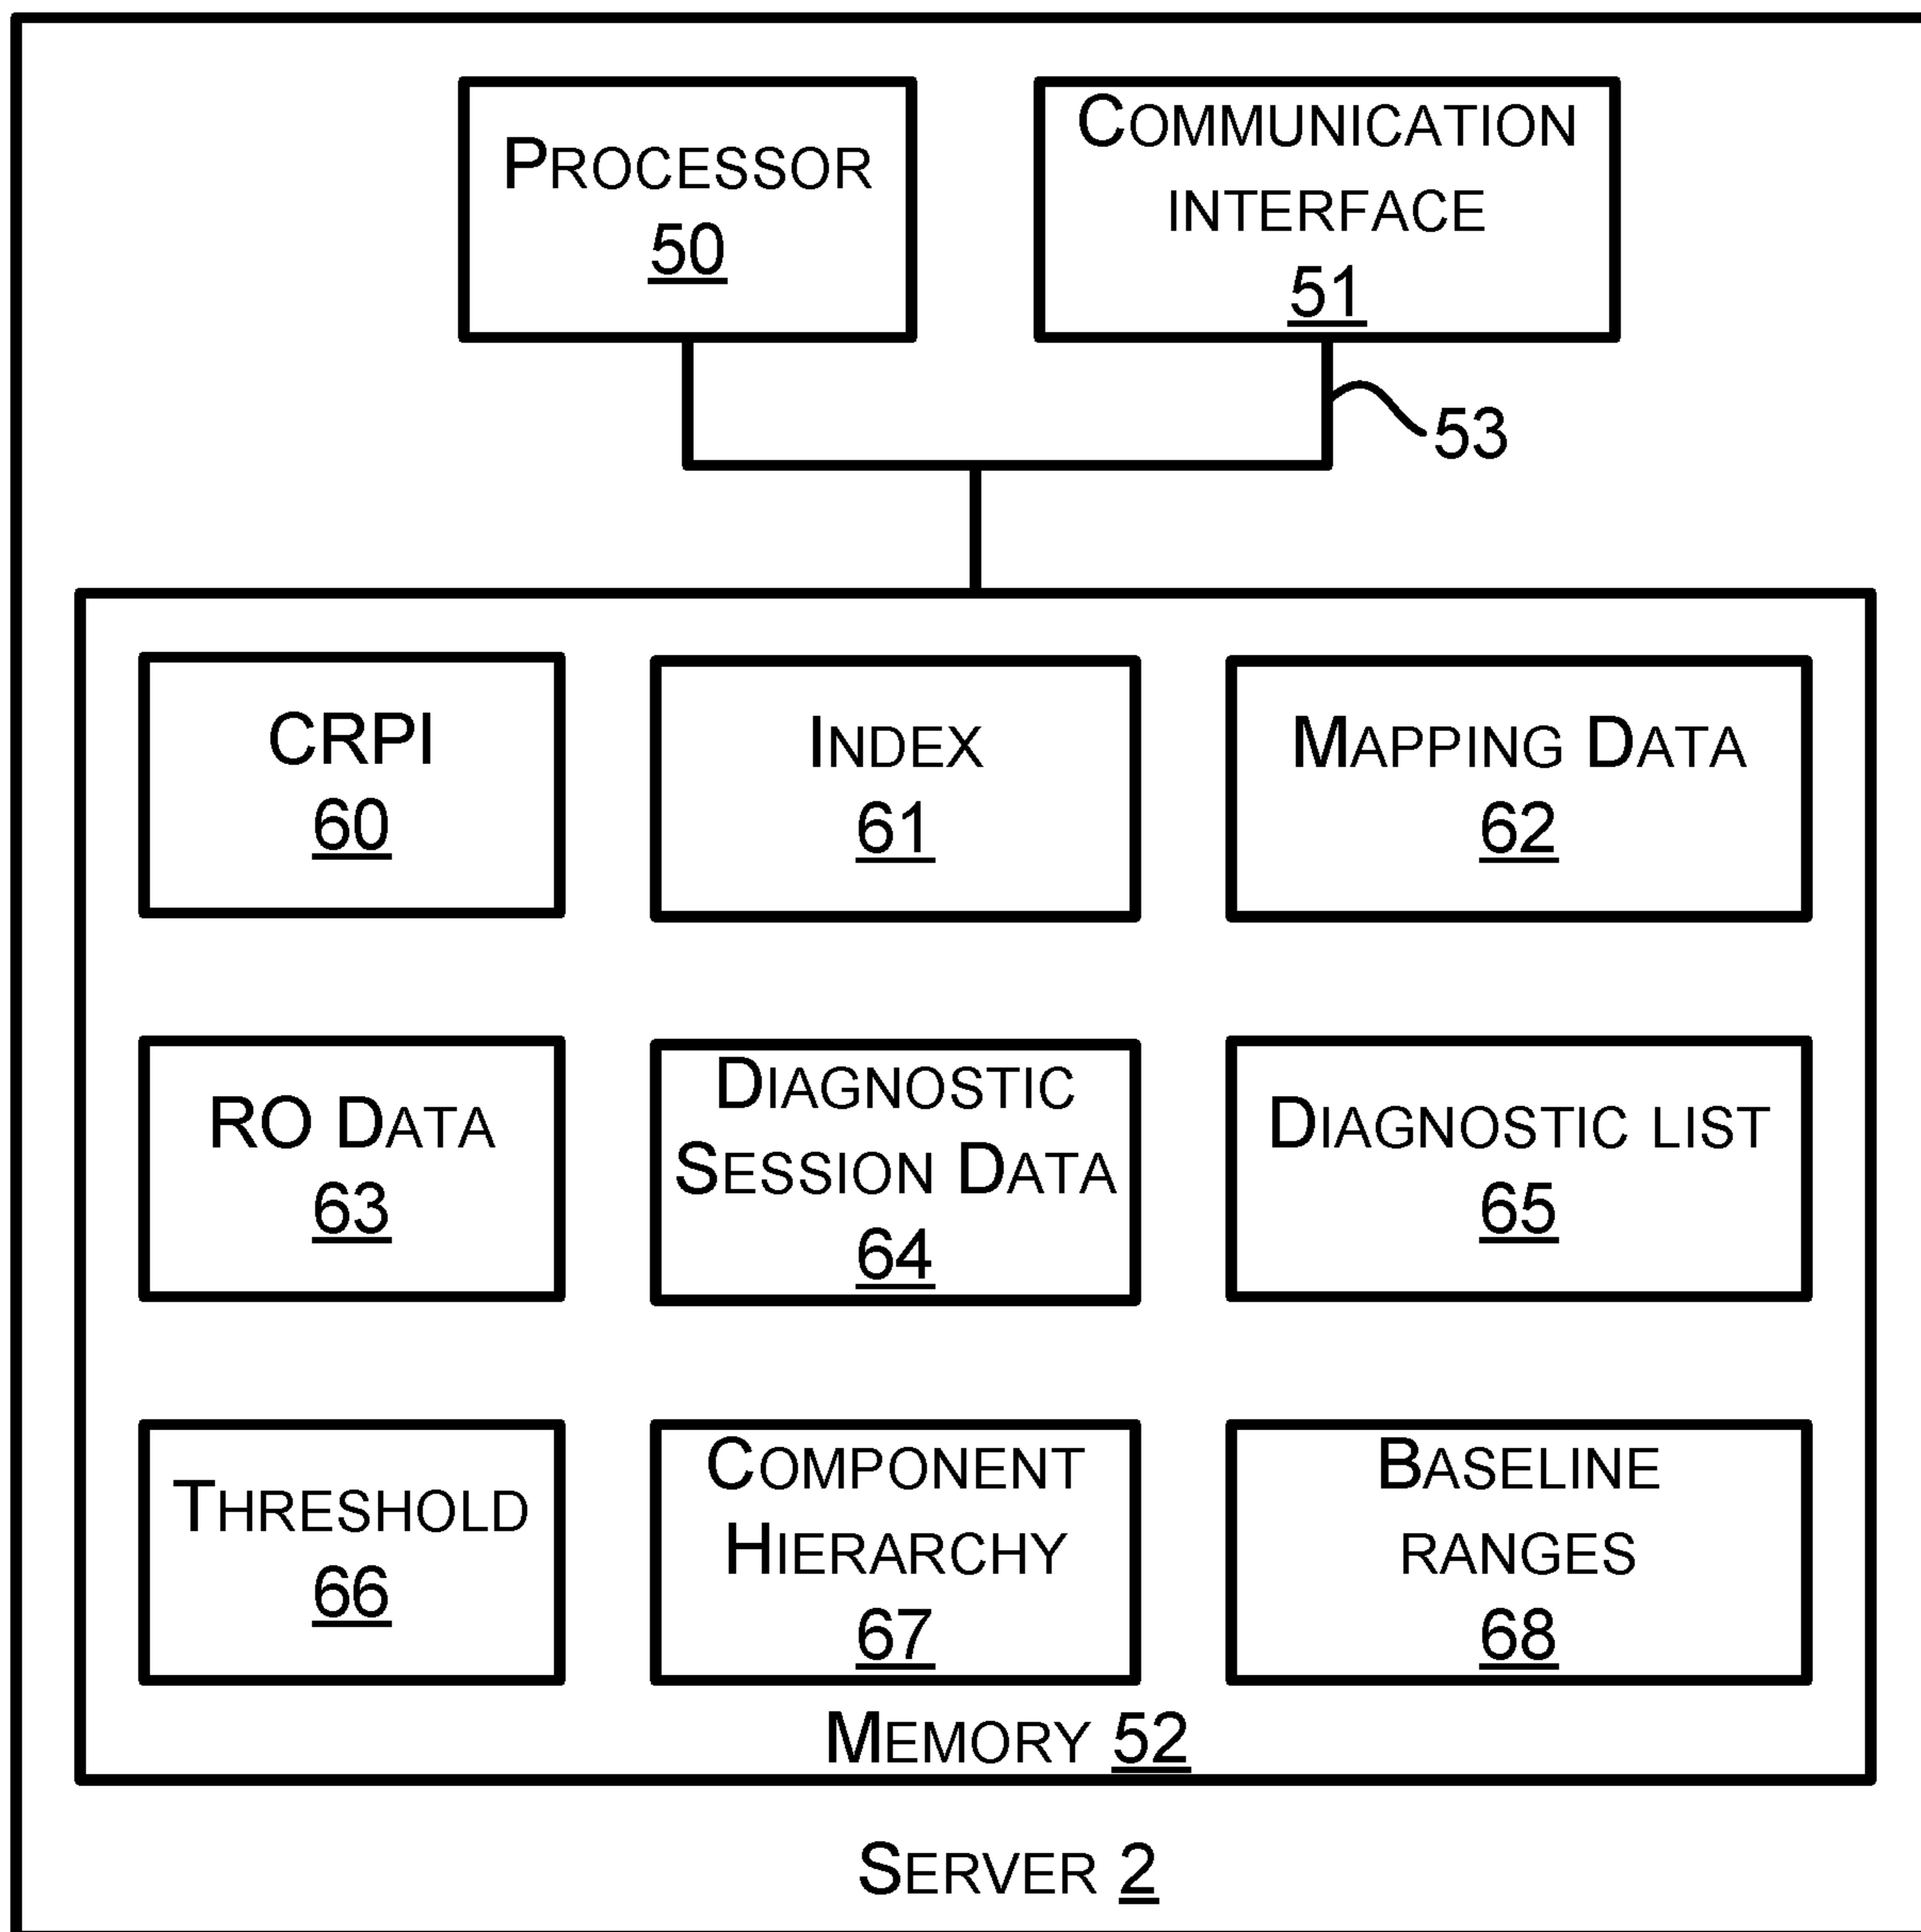 PROCESSOR
50
COMMUNICATION
INTERFACE
51
53
CRPI
60
INDEX
61
MAPPING DATA
62
RO DATA
63
DIAGNOSTIC
SESSION DATA
64
DIAGNOSTIC LIST
65
THRESHOLD
66
COMPONENT
HIERARCHY
67
BASELINE
RANGES
68
MEMORY 52
SERVER 2